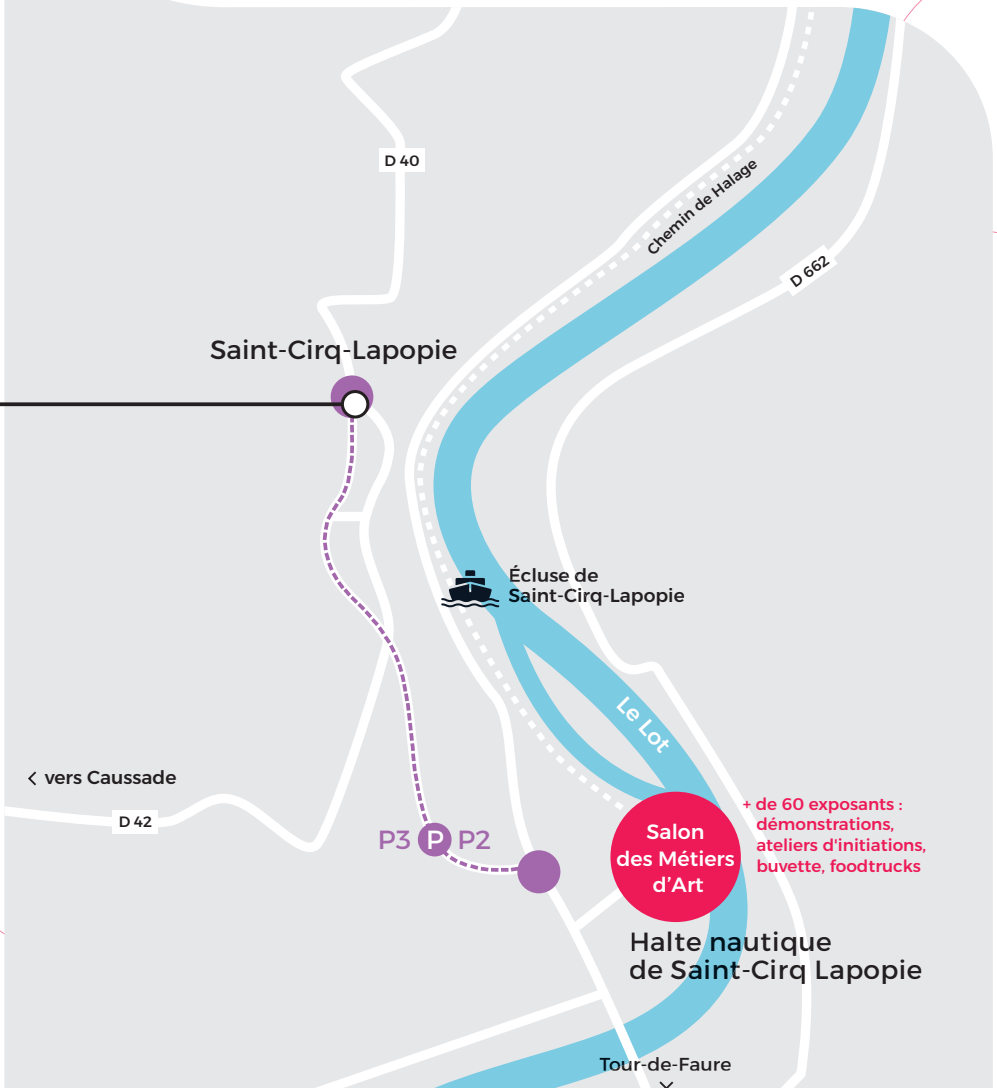 D 40
Chemin de Halage
D 662
Saint-Cirq-Lapopie
Écluse de
Saint-Cirq-Lapopie
Le Lot
< vers Caussade
D 42
P3 P P2
Salon
des Métiers
d’Art
+ de 60 exposants :
démonstrations,
ateliers d'initiations,
buvette, foodtrucks
Halte nautique
de Saint-Cirq Lapopie
Tour-de-Faure